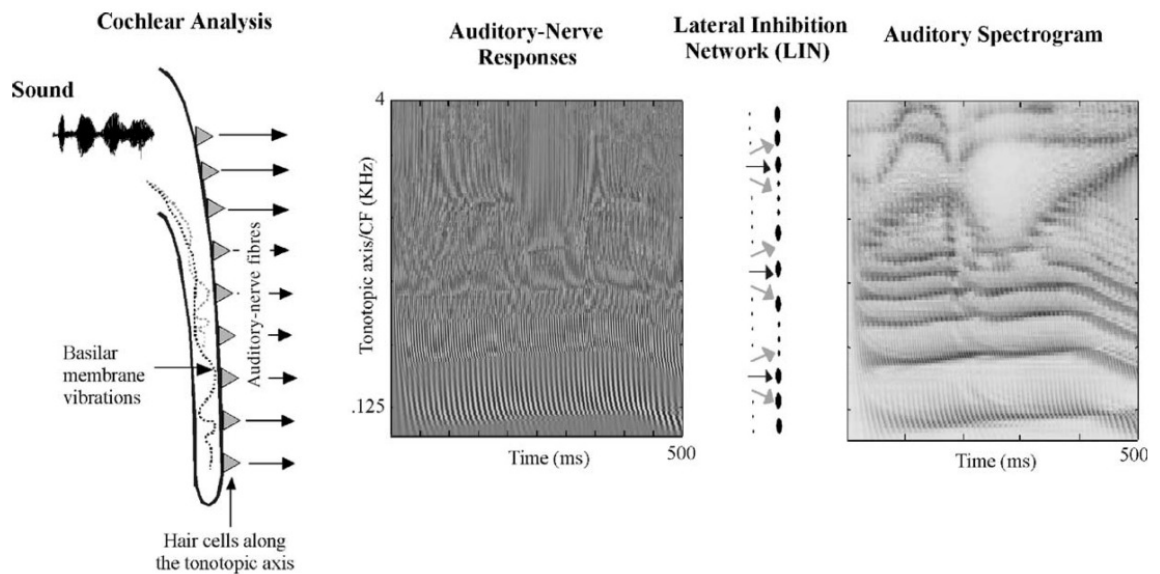 Cochlear Analysis
Sound
Auditory-nerve fibres
Basilar
membrane
vibrations
Hair cells along
the tonotopic axis
Auditory-Nerve
Responses
4
Tonotopic axis/CF (KHz)
.125
Time (ms)
500
Lateral Inhibition
Network (LIN)
Auditory Spectrogram
Time (ms)
500